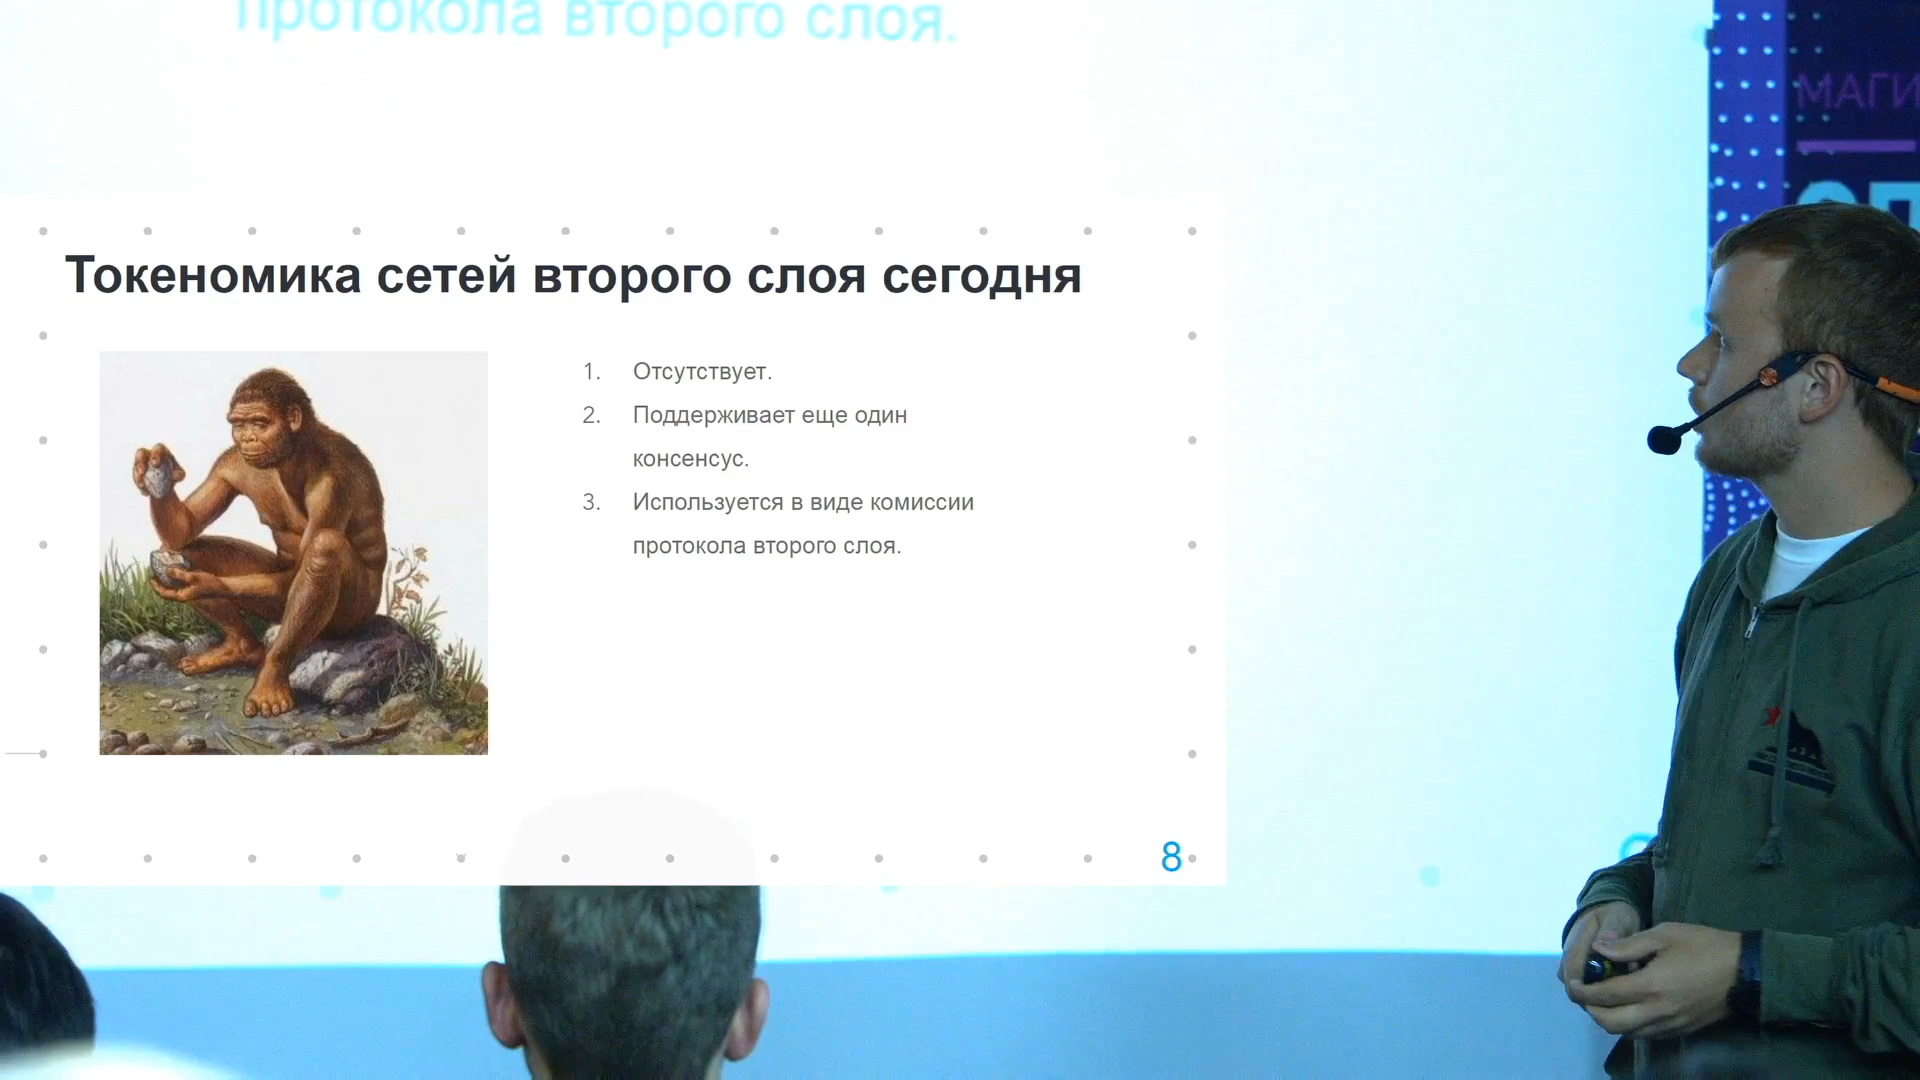 протокола второго слоя.
МАГИ
Токеномика сетей второго слоя сегодня
1. Отсутствует.
2. Поддерживает еще один
консенсус.
3. Используется в виде комиссии
протокола второго слоя.
8